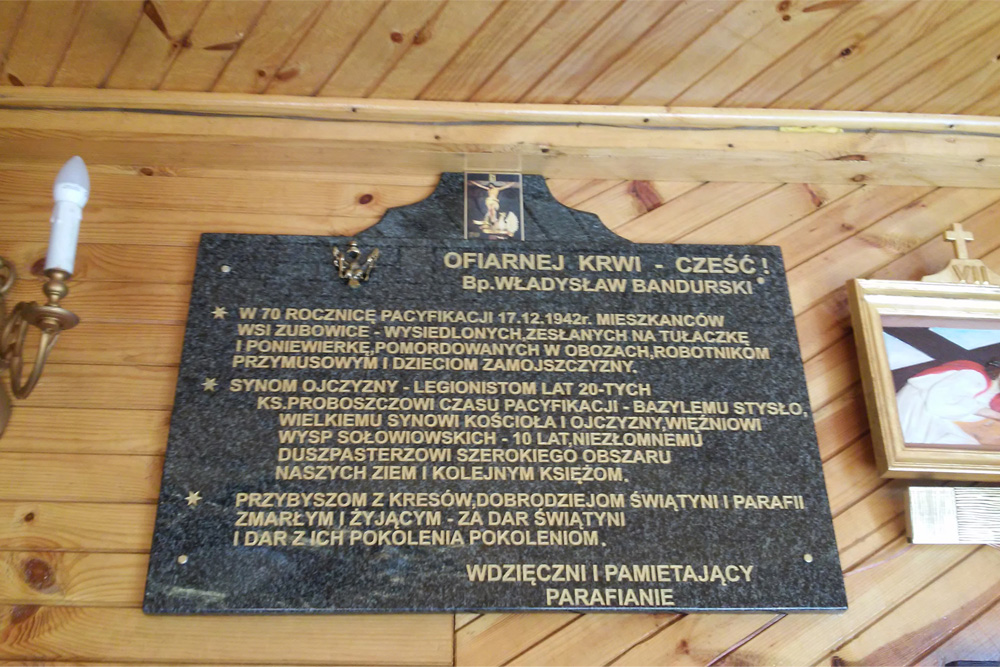 OFIARNEJ KRWI - CZEŚĆ!
Bp.WŁADYSŁAW BANDURSKI
W 70 ROCZNICĘ PACYFIKACJI 17.12.1942r. MIESZKAŃCÓW
WSI ZUBOWICE - WYSIEDLONYCH,ZESŁANYCH NA TUŁACZKĘ
I PONIEWIERKĘ,POMORDOWANYCH W OBOZACH,ROBOTNIKOM
PRZYMUSOWYM I DZIECIOM ZAMOJSZCZYZNY.
SYNOM OJCZYZNY - LEGIONISTOM LAT 20-TYCH
KS.PROBOSZCZOWI CZASU PACYFIKACJI - BAZYLEMU STYSŁO,
WIELKIEMU SYNOWI KOŚCIOŁA I OJCZYZNY,WIĘŹNIOWI
WYSP SOŁOWIOWSKICH - 10 LAT,NIEZŁOMNEMU
DUSZPASTERZOWI SZEROKIEGO OBSZARU
NASZYCH ZIEM I KOLEJNYM KSIĘŻOM.
PRZYBYSZOM Z KRESÓW,DOBRODZIEJOM ŚWIĄTYNI I PARAFII
ZMARŁYM I ŻYJĄCYM - ZA DAR ŚWIĄTYNI
I DAR Z ICH POKOLENIA POKOLENIOM.
WDZIĘCZNI I PAMIETAJĄCY
PARAFIANIE
VII